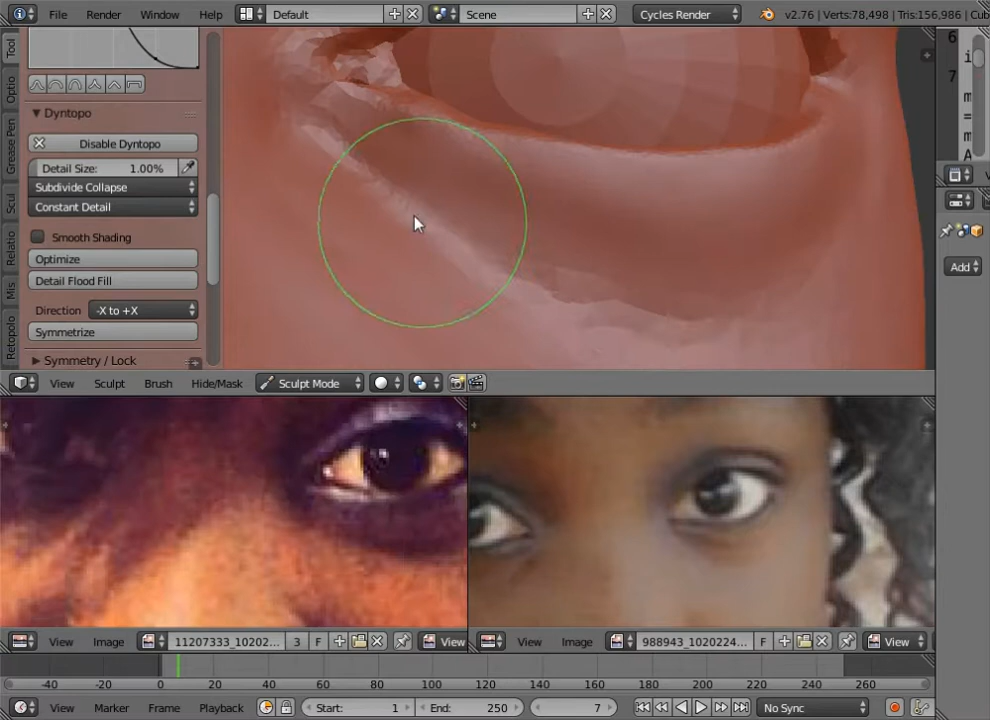 File Render Window Help Default Scene Cycles Render v2.76 | Verts:78,498 | Tris:156,986 | Cub
Tool
Optio
Grease Pen
Scul
Relatio
Mis
Retopolo
Dyntopo
Disable Dyntopo
Detail Size: 1.00%
Subdivide Collapse
Constant Detail
Smooth Shading
Optimize
Detail Flood Fill
Direction -X to +X
Symmetrize
Symmetry / Lock
6
i
7
m
=
m
A
Add
View Sculpt Brush Hide/Mask Sculpt Mode
View Image 11207333_10202... 3 F View
View Image 988943_1020224... F View
-40 -20 0 20 40 60 80 100 120 140 160 180 200 220 240 260
View Marker Frame Playback Start: 1 End: 250 7 No Sync